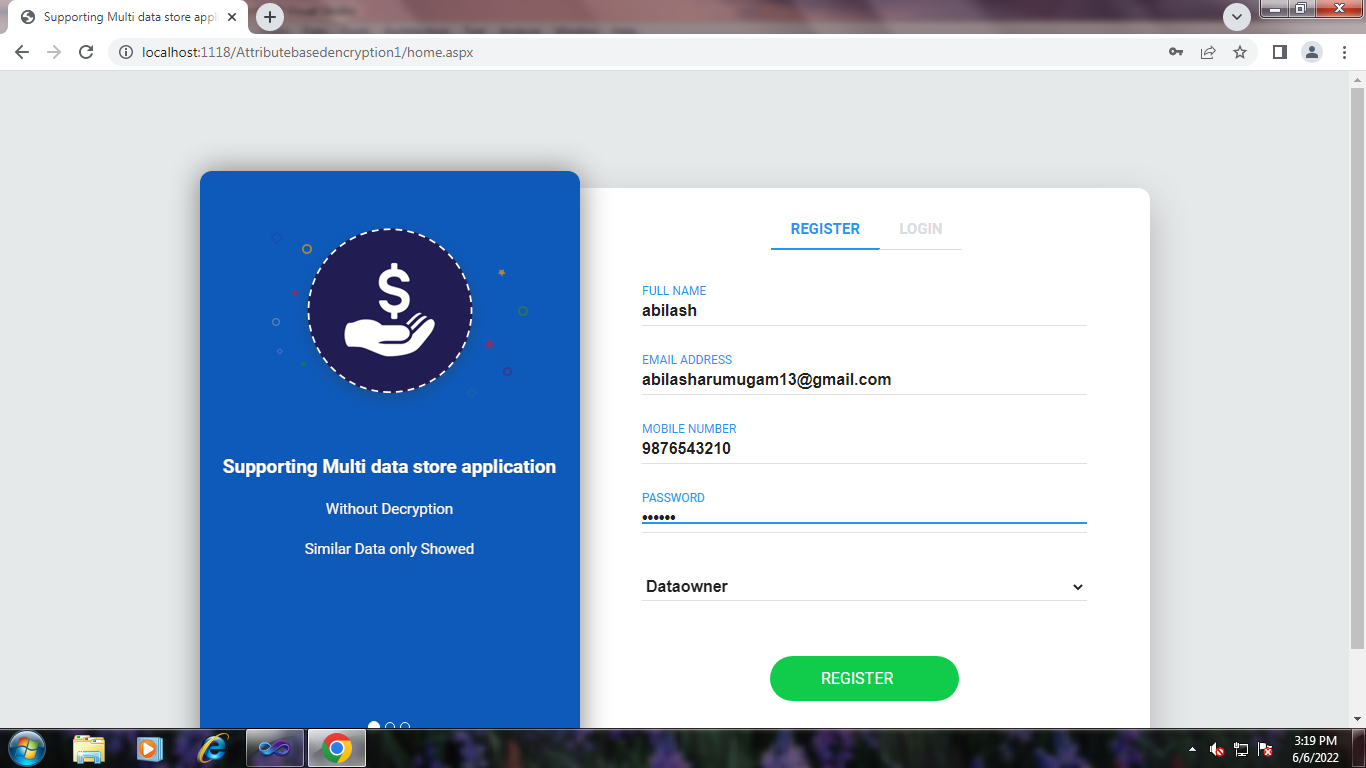 Supporting Multi data store appl
localhost:1118/Attributebasedencryption1/home.aspx
REGISTER
LOGIN
FULL NAME
abilash
EMAIL ADDRESS
abilasharumugam13@gmail.com
MOBILE NUMBER
9876543210
PASSWORD
••••••
Dataowner
REGISTER
Supporting Multi data store application
Without Decryption
Similar Data only Showed
3:19 PM
6/6/2022